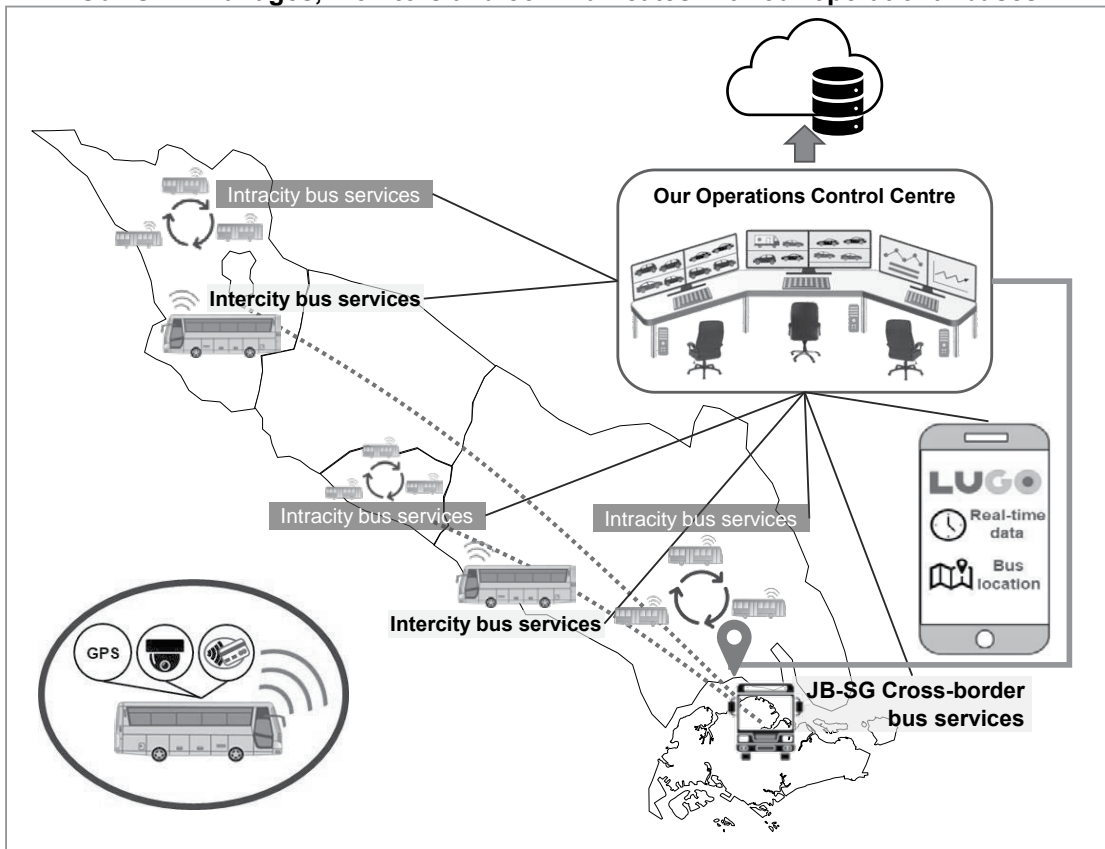 Our Operations Control Centre
Intracity bus services
Intercity bus services
LUGO
Real-time
data
Bus
location
Intracity bus services
Intracity bus services
Intercity bus services
GPS
JB-SG Cross-border
bus services